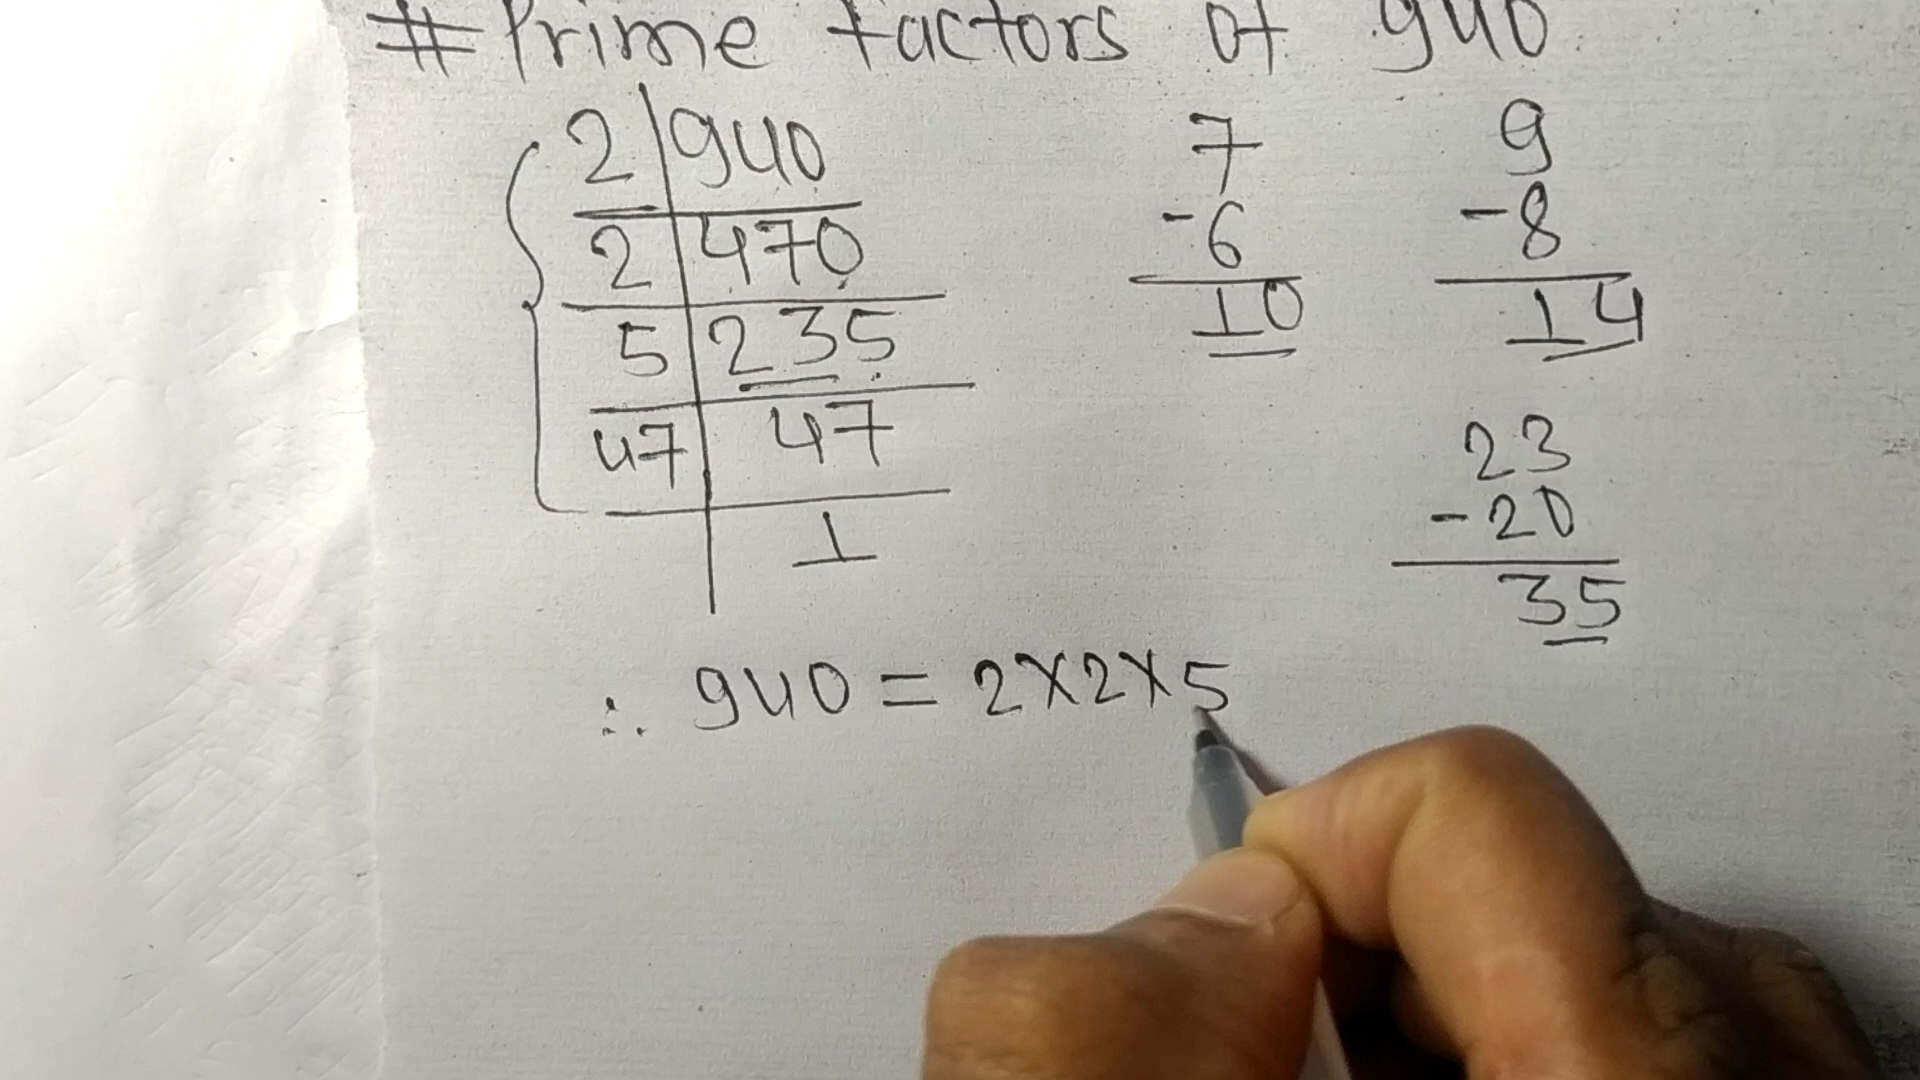 # Prime factors of 940
2 | 940
2 | 470
5 | 235
47 | 47
1
7
-6
10
9
-8
14
23
-20
35
∴ 940 = 2×2×5